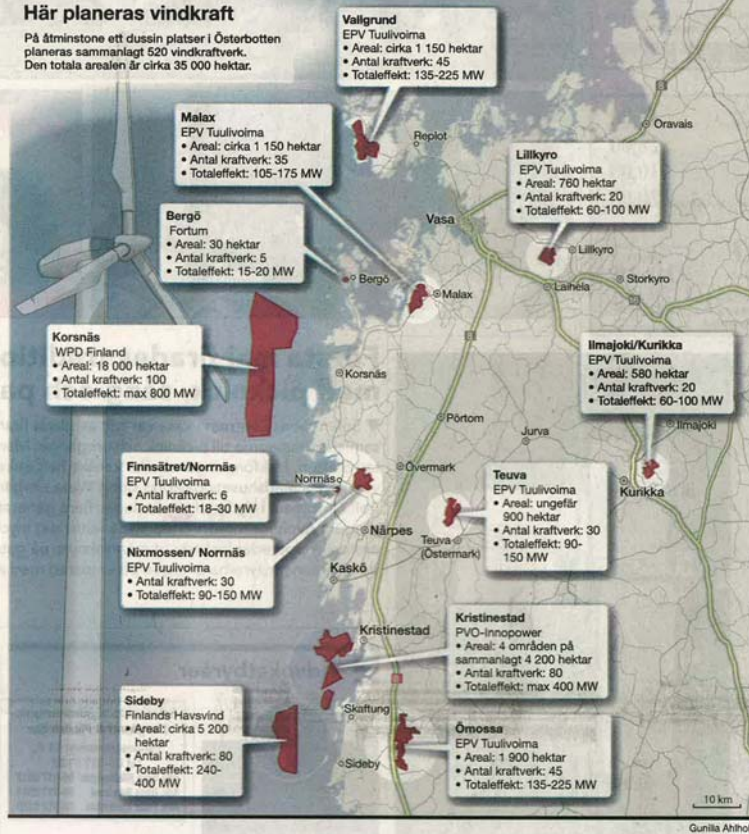 Här planeras vindkraft
På åtminstone ett dussin platser i Österbotten
planeras sammanlagt 520 vindkraftverk.
Den totala arealen är cirka 35 000 hektar.
Vallgrund
EPV Tuulivoima
• Areal: cirka 1 150 hektar
• Antal kraftverk: 45
• Totaleffekt: 135-225 MW
Malax
EPV Tuulivoima
• Areal: cirka 1 150 hektar
• Antal kraftverk: 35
• Totaleffekt: 105-175 MW
Lillkyro
EPV Tuulivoima
• Areal: 760 hektar
• Antal kraftverk: 20
• Totaleffekt: 60-100 MW
Bergö
Fortum
• Areal: 30 hektar
• Antal kraftverk: 5
• Totaleffekt: 15-20 MW
Korsnäs
WPD Finland
• Areal: 18 000 hektar
• Antal kraftverk: 100
• Totaleffekt: max 800 MW
Ilmajoki/Kurikka
EPV Tuulivoima
• Areal: 580 hektar
• Antal kraftverk: 20
• Totaleffekt: 60-100 MW
Finnsätret/Norrnäs
EPV Tuulivoima
• Antal kraftverk: 6
• Totaleffekt: 18–30 MW
Teuva
EPV Tuulivoima
• Areal: ungefär
900 hektar
• Antal kraftverk: 30
• Totaleffekt: 90-
150 MW
Nixmossen/ Norrnäs
EPV Tuulivoima
• Antal kraftverk: 30
• Totaleffekt: 90-150 MW
Kristinestad
PVO-innopower
• Areal: 4 områden på
sammanlagt 4 200 hektar
• Antal kraftverk: 80
• Totaleffekt: max 400 MW
Sideby
Finlands Havsvind
• Areal: cirka 5 200
hektar
• Antal kraftverk: 80
• Totaleffekt: 240-
400 MW
Ömossa
EPV Tuulivoima
• Areal: 1 900 hektar
• Antal kraftverk: 45
• Totaleffekt: 135-225 MW
Oravais
Replot
Vasa
Lillkyro
Bergö
Malax
Laihela
Storkyro
Korsnäs
Pörtom
Jurva
Ilmajoki
Norrnäs
Övermark
Kurikka
Närpes
Teuva
(Östermark)
Kaskö
Kristinestad
Skaftung
Sideby
10 km